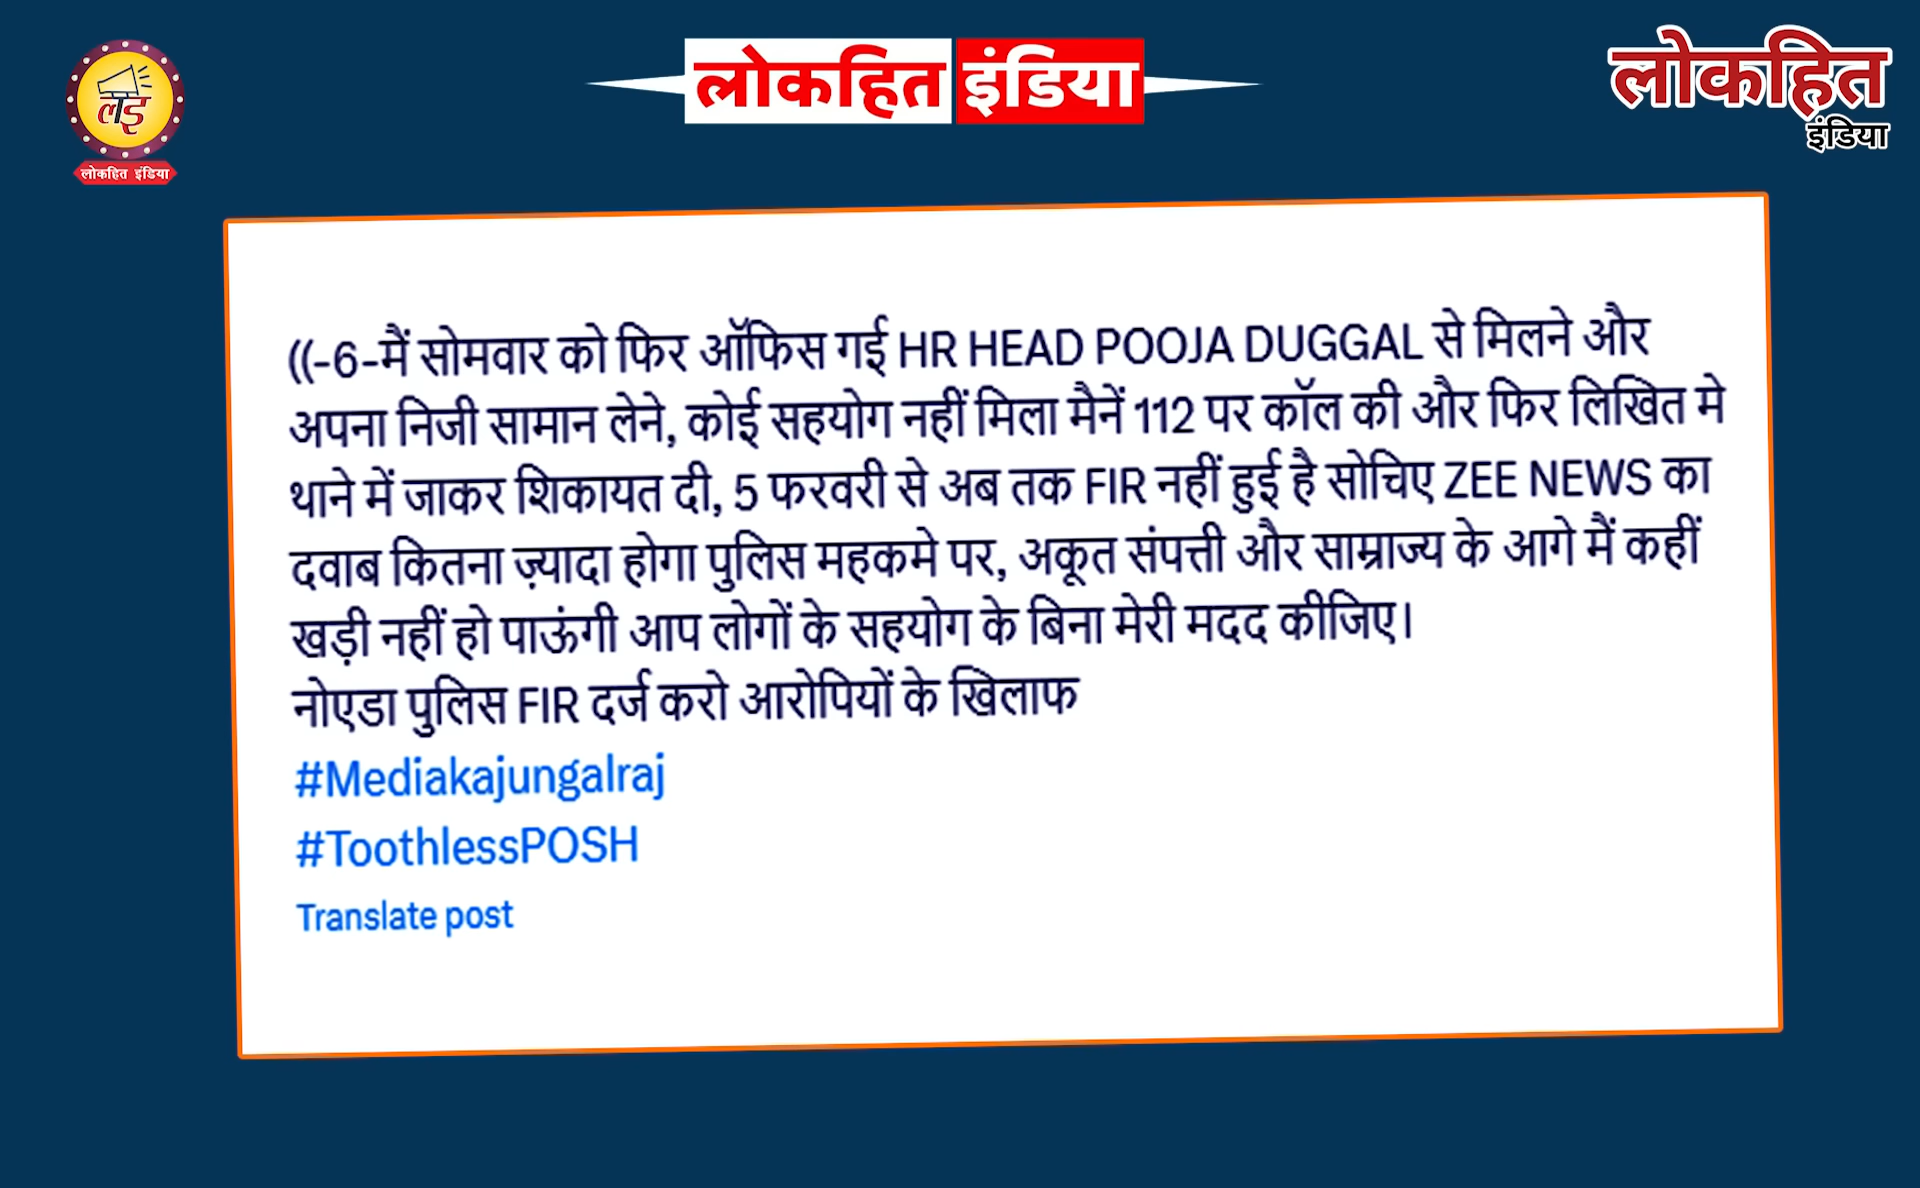 लोकहित इंडिया
लोकहित
इंडिया
लइ
लोकहित इंडिया
((-6-मैं सोमवार को फिर ऑफिस गई HR HEAD POOJA DUGGAL से मिलने और
अपना निजी सामान लेने, कोई सहयोग नहीं मिला मैनें 112 पर कॉल की और फिर लिखित मे
थाने में जाकर शिकायत दी, 5 फरवरी से अब तक FIR नहीं हुई है सोचिए ZEE NEWS का
दवाब कितना ज़्यादा होगा पुलिस महकमे पर, अकूत संपत्ती और साम्राज्य के आगे मैं कहीं
खड़ी नहीं हो पाऊंगी आप लोगों के सहयोग के बिना मेरी मदद कीजिए।
नोएडा पुलिस FIR दर्ज करो आरोपियों के खिलाफ
#Mediakajungalraj
#ToothlessPOSH
Translate post